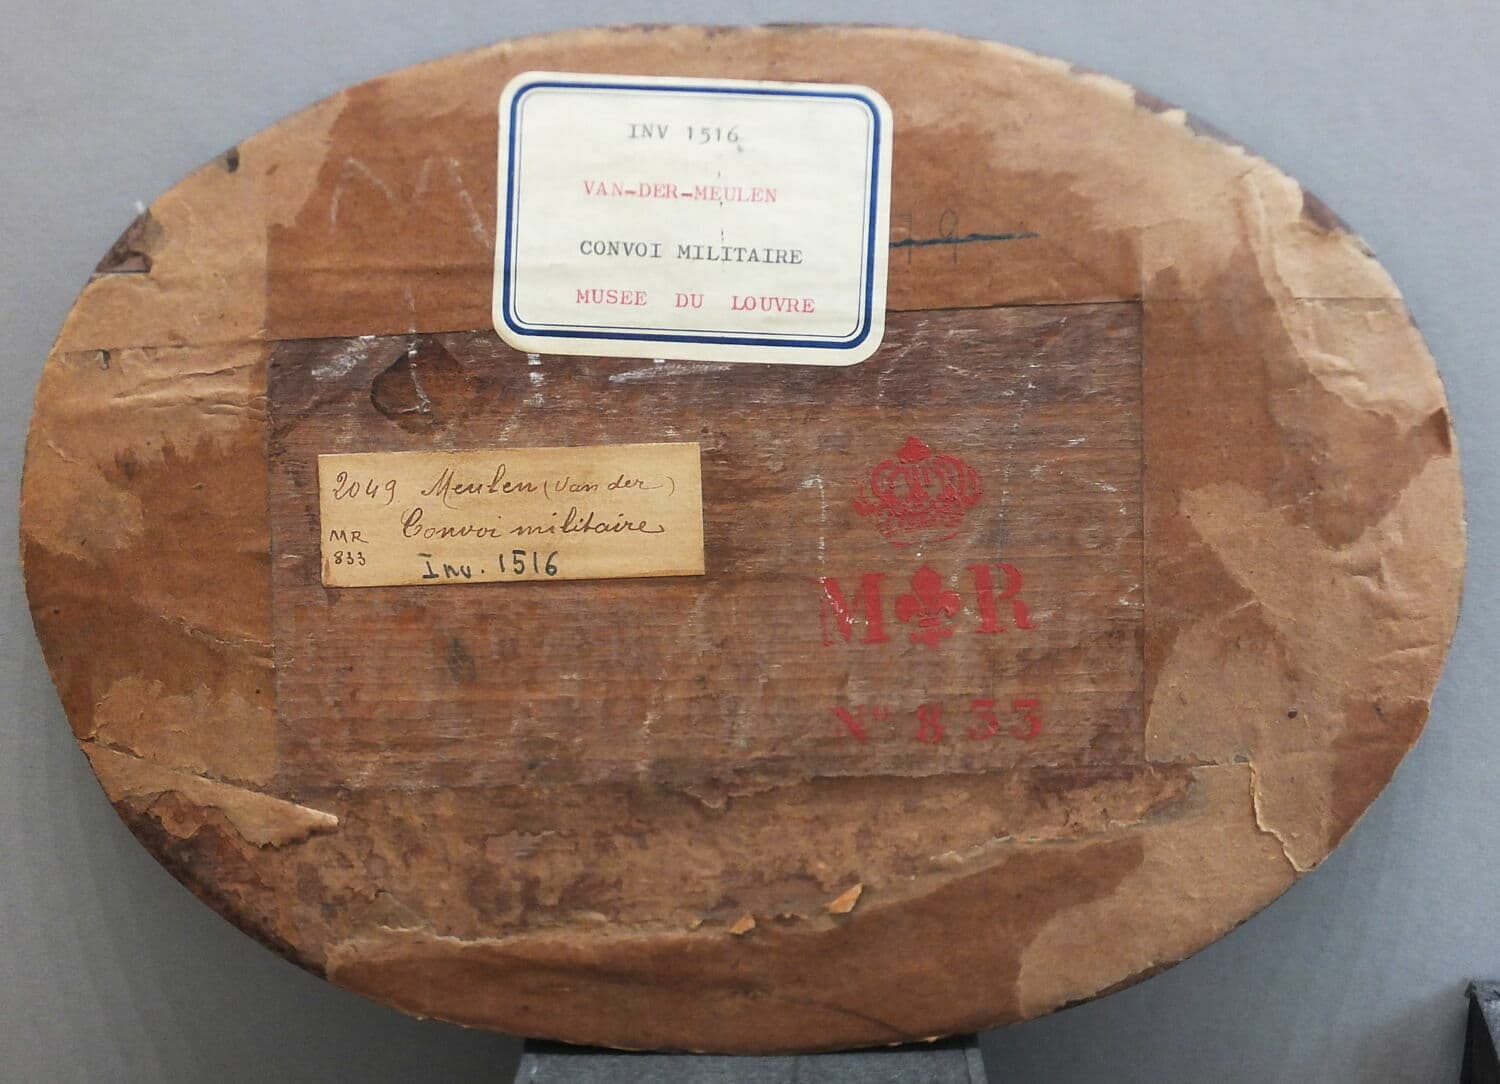 INV 1516
VAN-DER-MEULEN
CONVOI MILITAIRE
MUSEE DU LOUVRE
2049 Meulen (Van der)
MR Convoi militaire
833 Inv. 1516
M R
N° 833